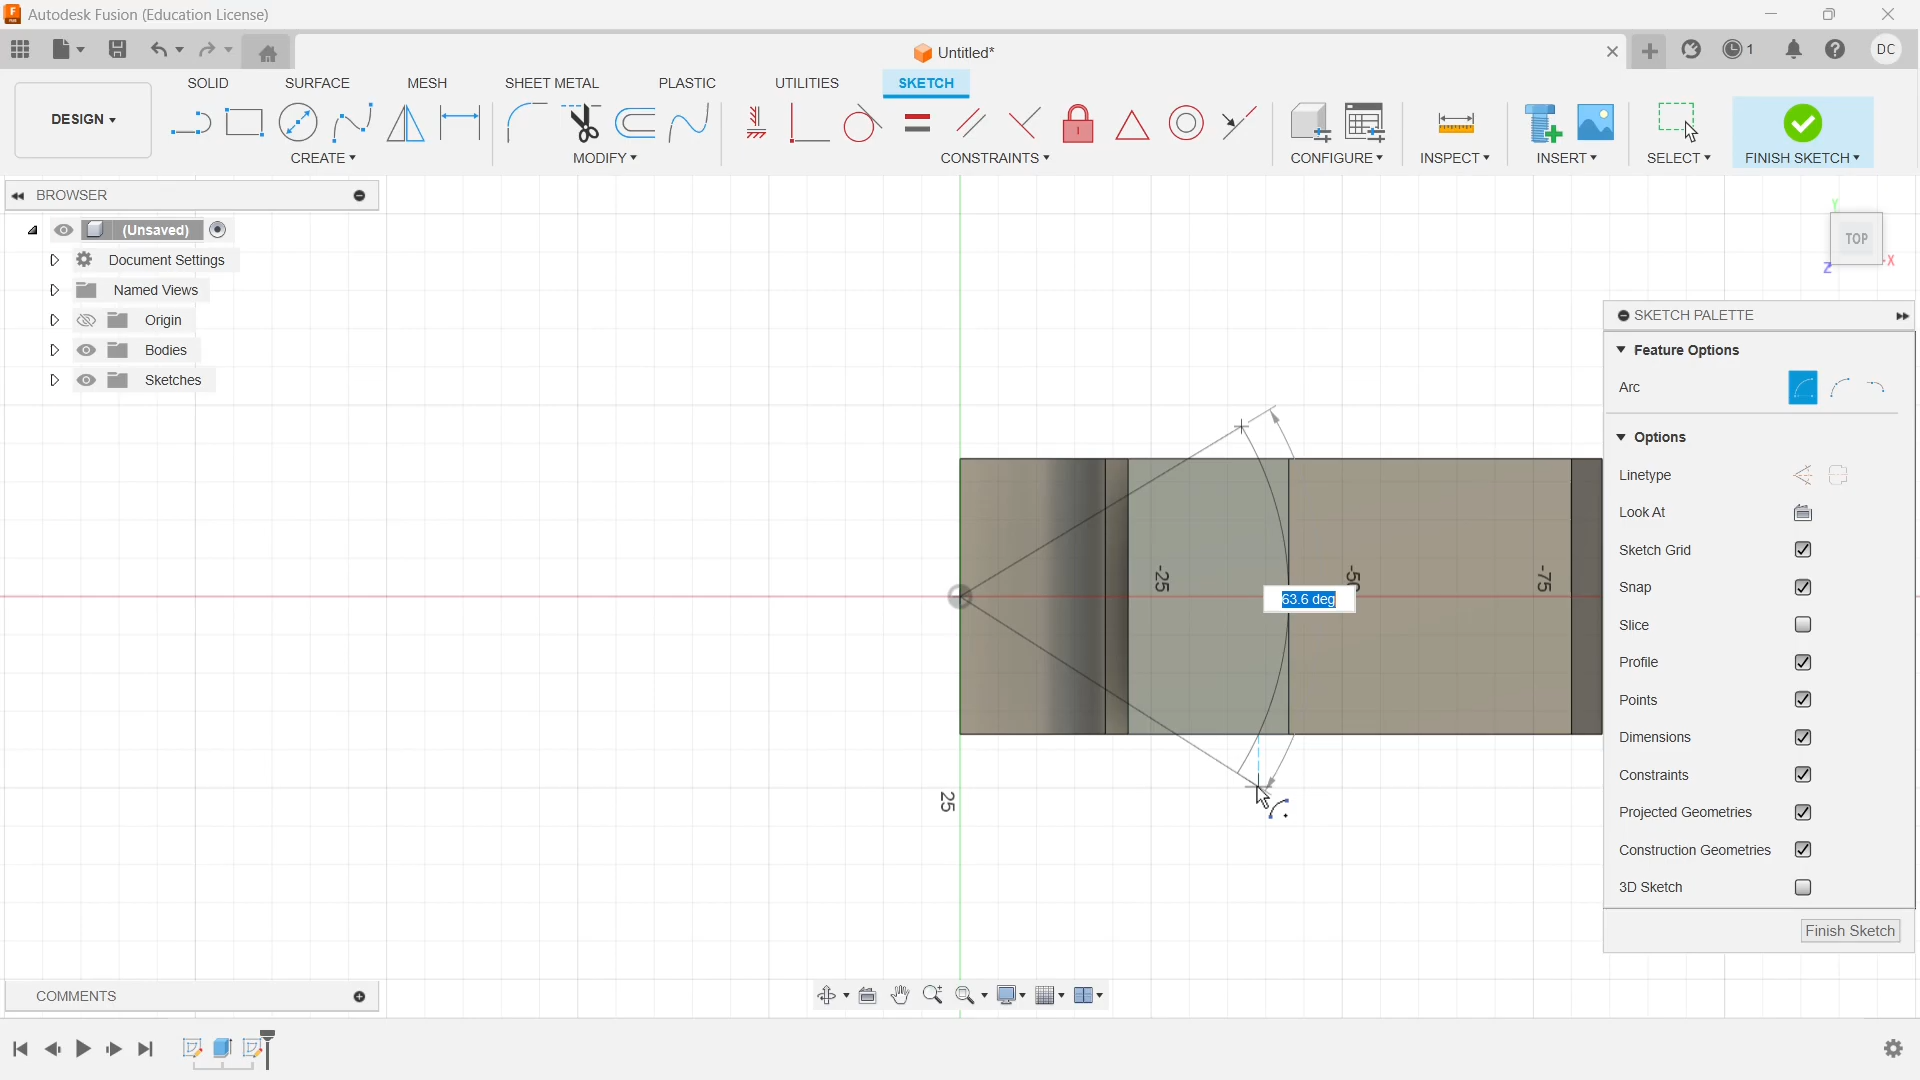 Autodesk Fusion (Education License)
Untitled*
1
DC
DESIGN
SOLID
SURFACE
MESH
SHEET METAL
PLASTIC
UTILITIES
SKETCH
CREATE
MODIFY
CONSTRAINTS
CONFIGURE
INSPECT
INSERT
SELECT
FINISH SKETCH
BROWSER
(Unsaved)
Document Settings
Named Views
Origin
Bodies
Sketches
Y
TOP
X
Z
-25
-50
-75
63.6 deg
25
SKETCH PALETTE
Feature Options
Arc
Options
Linetype
Look At
Sketch Grid
Snap
Slice
Profile
Points
Dimensions
Constraints
Projected Geometries
Construction Geometries
3D Sketch
Finish Sketch
COMMENTS